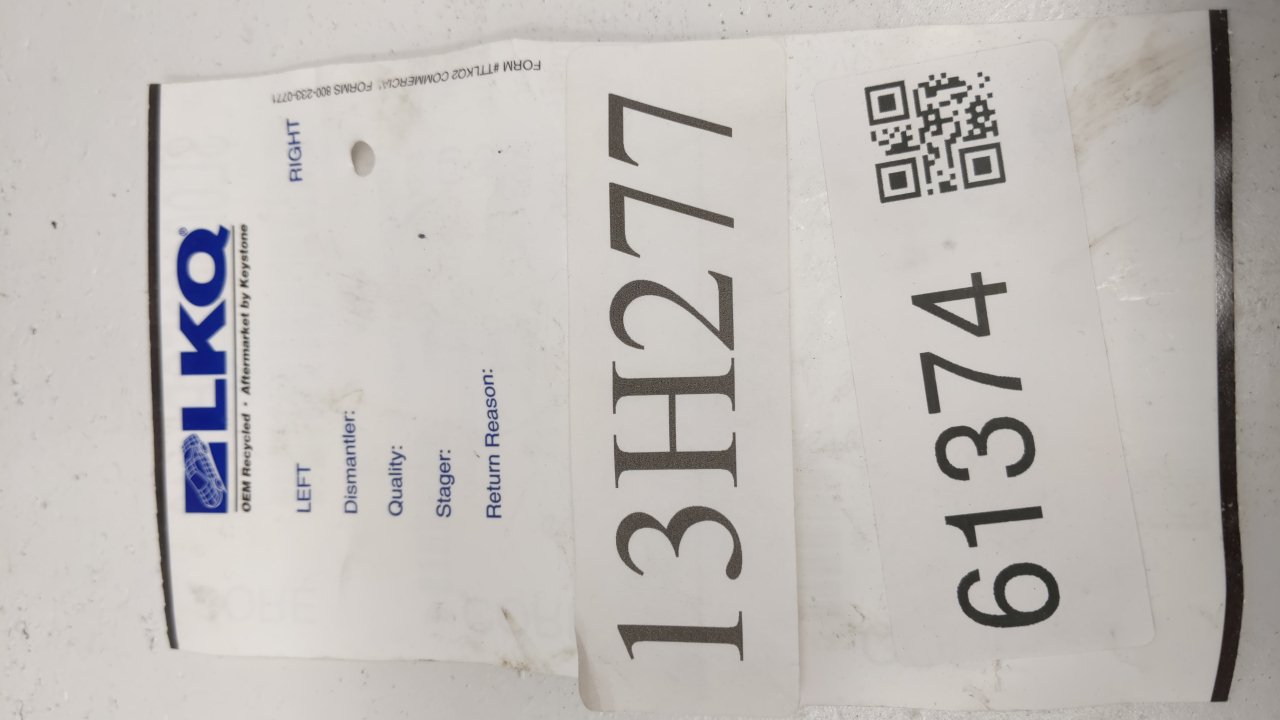 LKQ®
OEM Recycled • Aftermarket by Keystone
LEFT RIGHT
Dismantler:
Quality:
Stager:
Return Reason:
FORM #TTLKQ2 COMMERCIAL FORMS 800-233-0771
13H277
61374